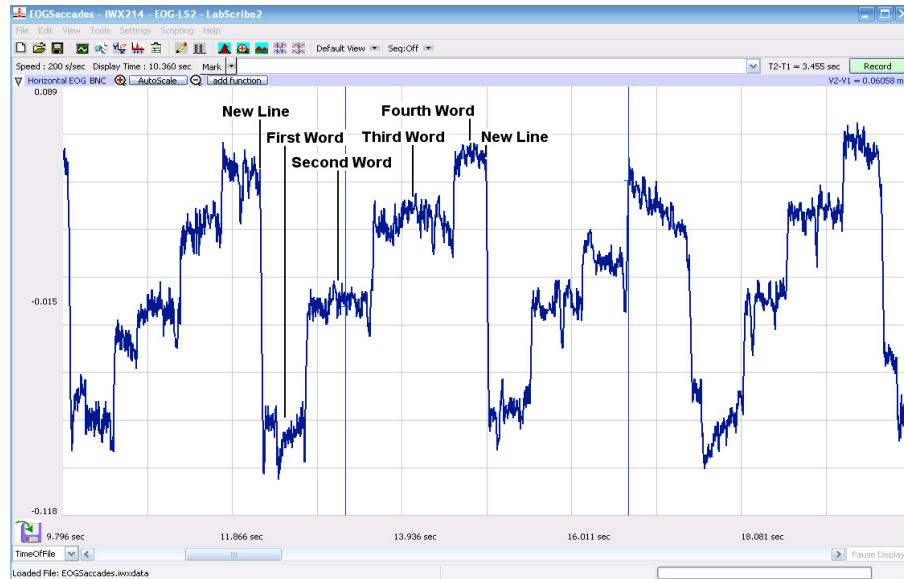 EOGSaccades - IWX214 - EOG-LS2 - LabScribe2
File Edit View Tools Settings Scripting Help
Default View Seq:Off
Speed : 200 s/sec Display Time : 10.360 sec Mark T2-T1 = 3.455 sec Record
Horizontal EOG BNC AutoScale add function V2-V1 = 0.06058 m
0.089
New Line Fourth Word
First Word Third Word New Line
Second Word
-0.015
-0.118
9.796 sec 11.866 sec 13.936 sec 16.011 sec 18.081 sec
TimeOfFile Pause Display
Loaded File: EOGSaccades.iwxdata